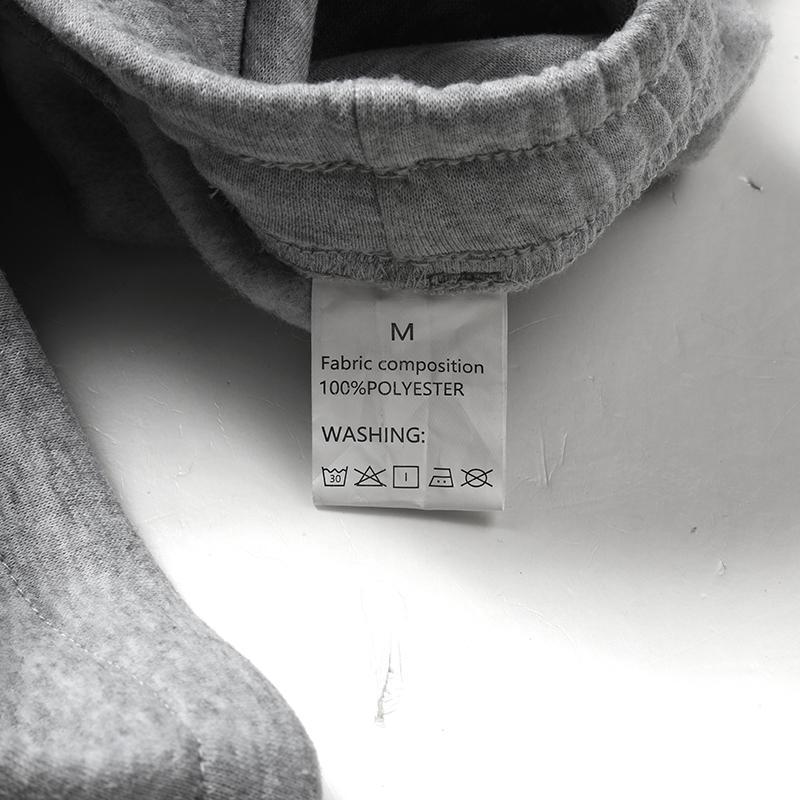 M
Fabric composition
100%POLYESTER
WASHING:
30